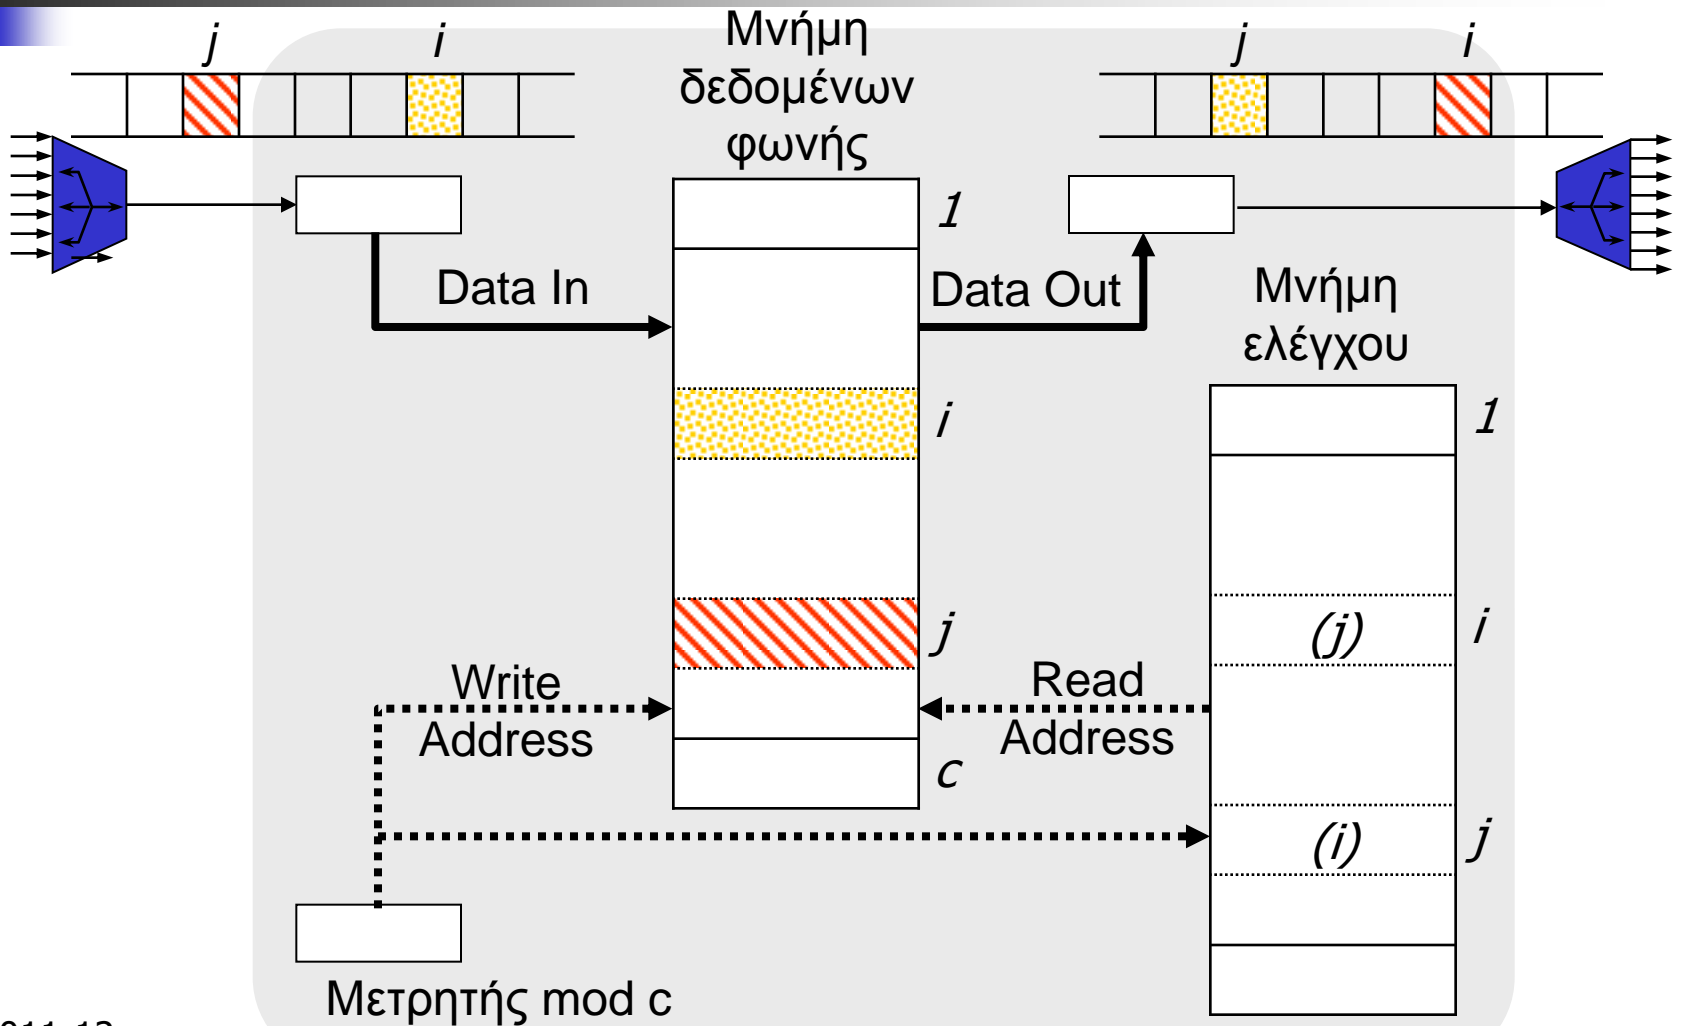 j
i
Μνήμη
δεδομένων
φωνής
j
i
1
Data In
Data Out
Μνήμη
ελέγχου
i
1
j
(j)
i
Write
Address
Read
Address
c
(i)
j
Μετρητής mod c